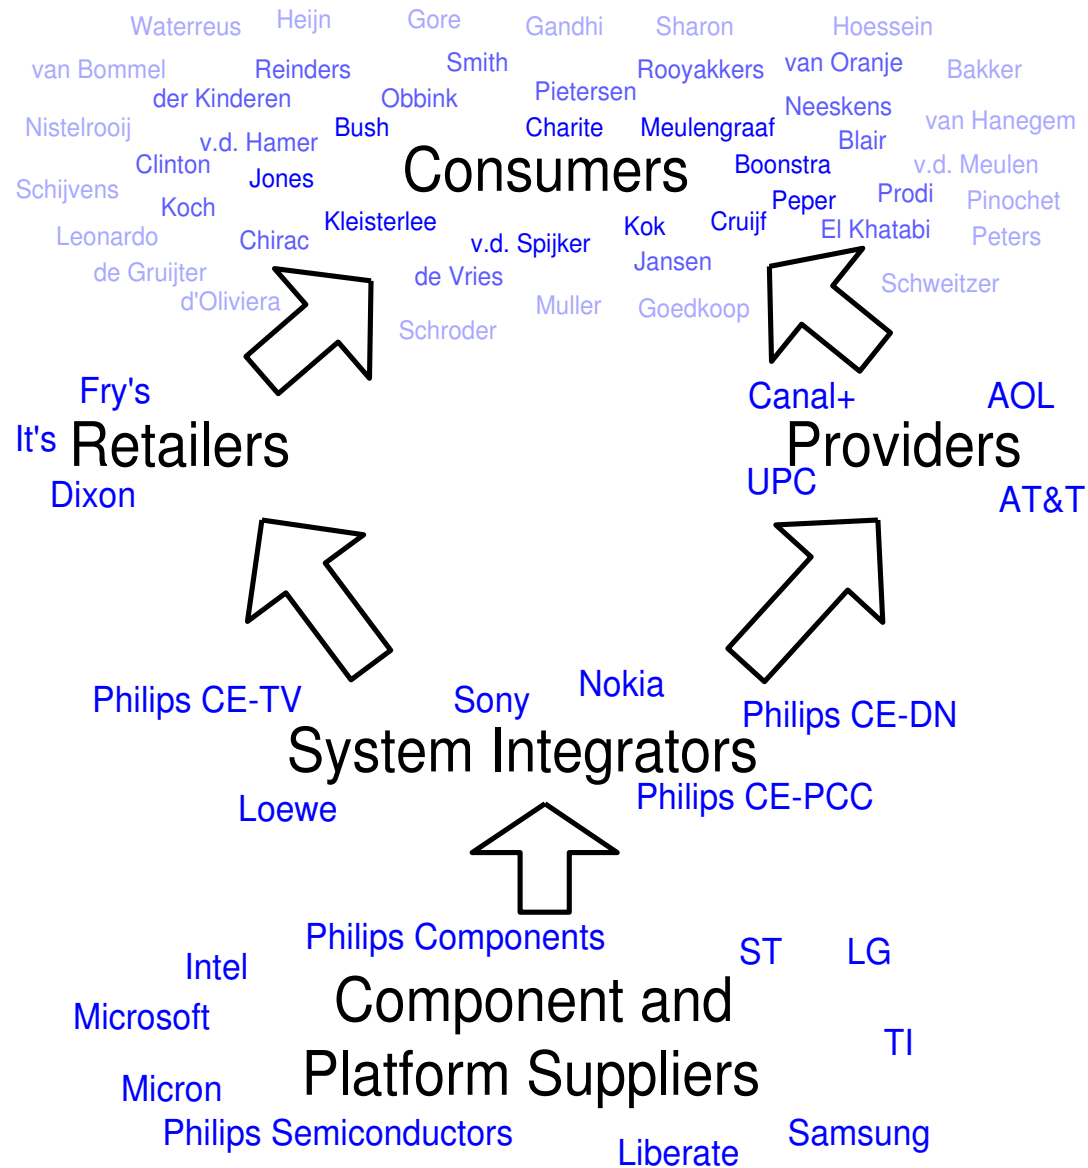 Waterreus Heijn Gore Gandhi Sharon Hoessein
van Bommel Reinders Smith Rooyakkers van Oranje Bakker
der Kinderen Obbink Pietersen Neeskens
Nistelrooij v.d. Hamer Bush Charite Meulengraaf Blair van Hanegem
Clinton Consumers Boonstra v.d. Meulen
Schijvens Jones Peper Prodi Pinochet
Koch Kleisterlee Kok Cruijf El Khatabi
Leonardo Chirac v.d. Spijker Jansen Peters
de Gruijter de Vries Schweitzer
d'Oliviera Muller Goedkoop
Schroder
Fry's
It's Retailers
Dixon
Canal+ AOL
Providers
UPC AT&T
Philips CE-TV Sony Nokia Philips CE-DN
System Integrators
Loewe Philips CE-PCC
Philips Components ST LG
Intel
Component and
Microsoft
TI
Platform Suppliers
Micron
Philips Semiconductors Liberate Samsung